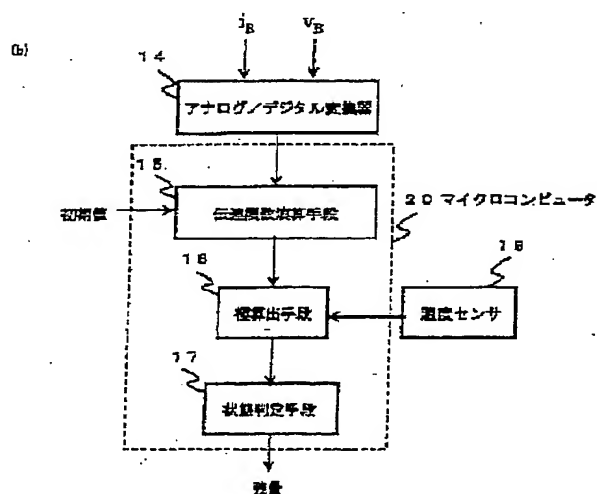 (b)
i_B v_B
14
アナログ/デジタル変換器
15
初期値
伝達関数演算手段
20 マイクロコンピュータ
16
極算出手段
18
温度センサ
17
状態判定手段
残量